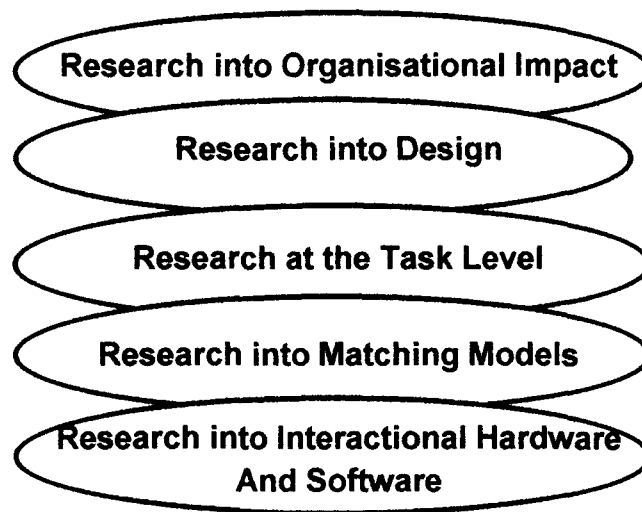 Research into Organisational Impact
Research into Design
Research at the Task Level
Research into Matching Models
Research into Interactional Hardware
And Software